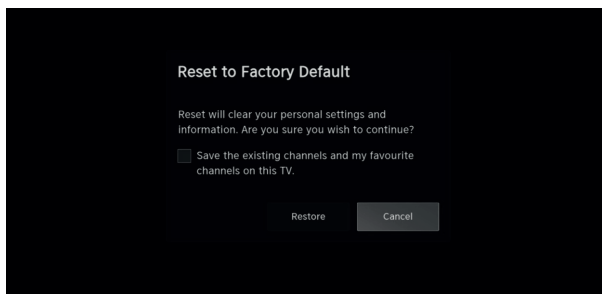 Reset to Factory Default
Reset will clear your personal settings and
information. Are you sure you wish to continue?
Save the existing channels and my favourite
channels on this TV.
Restore
Cancel